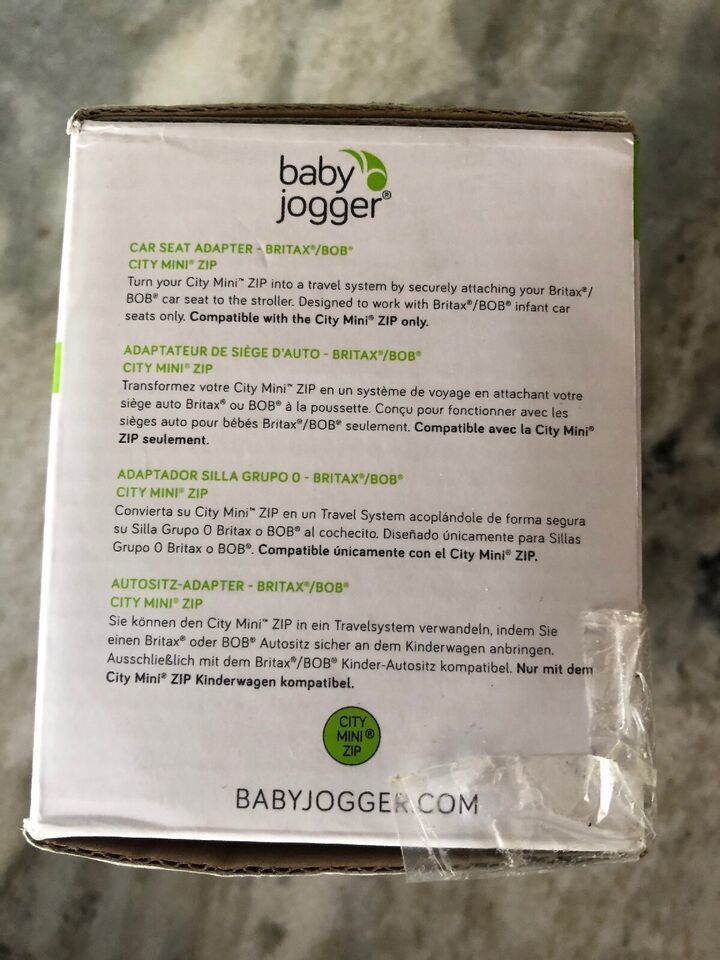 baby
jogger®
CAR SEAT ADAPTER - BRITAX®/BOB®
CITY MINI® ZIP
Turn your City Mini™ ZIP into a travel system by securely attaching your Britax®/
BOB® car seat to the stroller. Designed to work with Britax®/BOB® infant car
seats only. Compatible with the City Mini® ZIP only.
ADAPTATEUR DE SIÈGE D'AUTO - BRITAX®/BOB®
CITY MINI® ZIP
Transformez votre City Mini™ ZIP en un système de voyage en attachant votre
siège auto Britax® ou BOB® à la poussette. Conçu pour fonctionner avec les
sièges auto pour bébés Britax®/BOB® seulement. Compatible avec la City Mini®
ZIP seulement.
ADAPTADOR SILLA GRUPO 0 - BRITAX®/BOB®
CITY MINI® ZIP
Convierta su City Mini™ ZIP en un Travel System acoplándole de forma segura
su Silla Grupo 0 Britax o BOB® al cochecito. Diseñado únicamente para Sillas
Grupo 0 Britax o BOB®. Compatible únicamente con el City Mini® ZIP.
AUTOSITZ-ADAPTER - BRITAX®/BOB®
CITY MINI® ZIP
Sie können den City Mini™ ZIP in ein Travelsystem verwandeln, indem Sie
einen Britax® oder BOB® Autositz sicher an dem Kinderwagen anbringen.
Ausschließlich mit dem Britax®/BOB® Kinder-Autositz kompatibel. Nur mit dem
City Mini® ZIP Kinderwagen kompatibel.
CITY
MINI®
ZIP
BABYJOGGER.COM